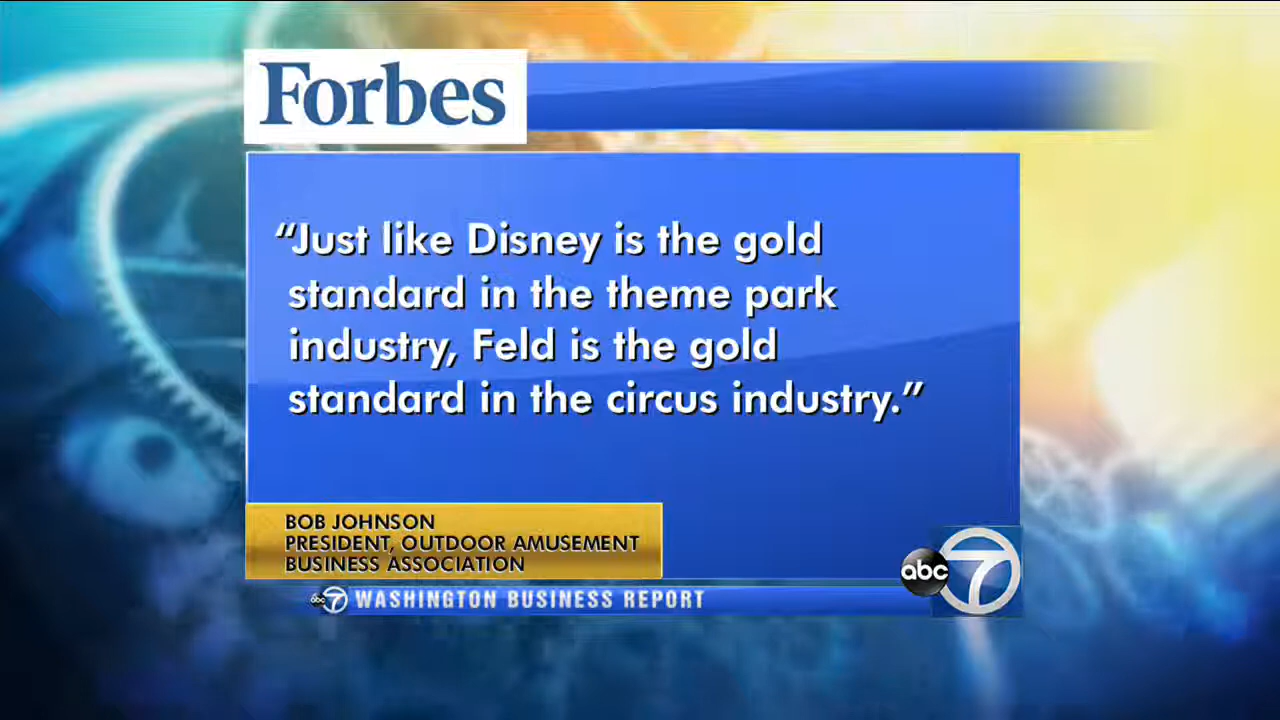 Forbes
“Just like Disney is the gold
standard in the theme park
industry, Feld is the gold
standard in the circus industry.”
BOB JOHNSON
PRESIDENT, OUTDOOR AMUSEMENT
BUSINESS ASSOCIATION
abc 7
abc 7 WASHINGTON BUSINESS REPORT